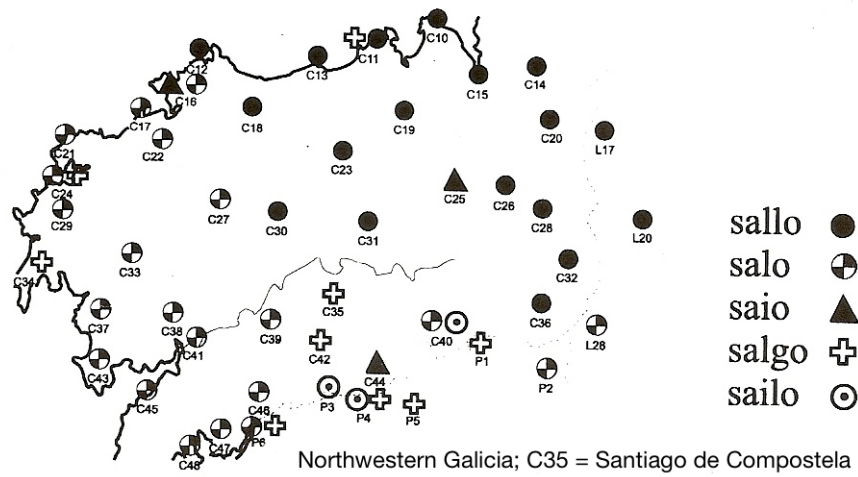 C10
C12
C11
C13
C14
C15
C16
C17
C18
C19
C20
L17
C21
C22
C23
C24
C25
C26
C27
C28
C29
C30
C31
L20
C32
C33
C34
C35
C36
C37
C38
C39
C40
L28
C41
C42
P1
C43
C44
P2
C45
C46
P3
P4
P5
C47
P6
C48
sallo
salo
saio
salgo
sailo
Northwestern Galicia; C35 = Santiago de Compostela